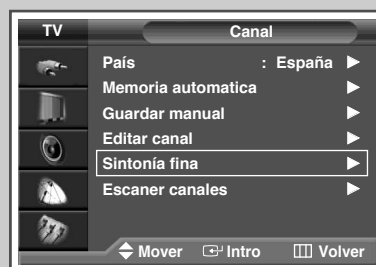 TV Canal
País : España
Memoria automatica
Guardar manual
Editar canal
Sintonía fina
Escaner canales
Mover Intro Volver